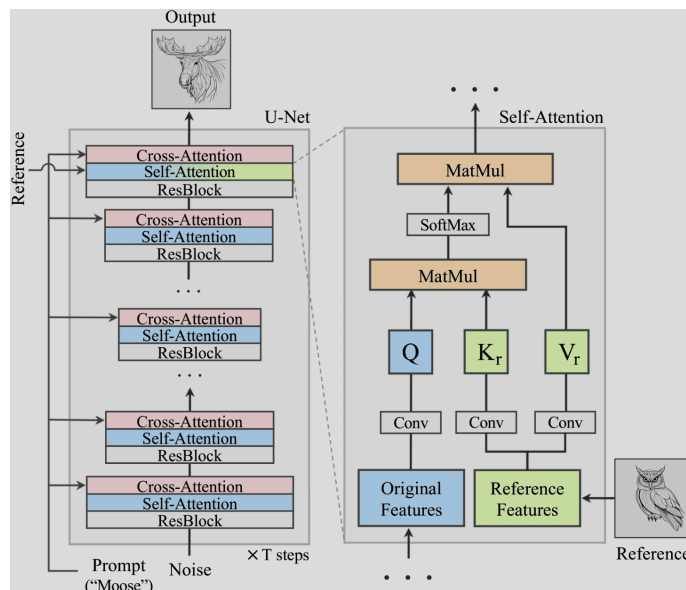 Output
U-Net
Reference
Cross-Attention
Self-Attention
ResBlock
Cross-Attention
Self-Attention
ResBlock
. . .
Cross-Attention
Self-Attention
ResBlock
. . .
Cross-Attention
Self-Attention
ResBlock
Cross-Attention
Self-Attention
ResBlock
× T steps
Prompt
("Moose")
Noise
. . .
Self-Attention
MatMul
SoftMax
MatMul
Q
Kr
Vr
Conv
Conv
Conv
Original
Features
Reference
Features
Reference
. . .